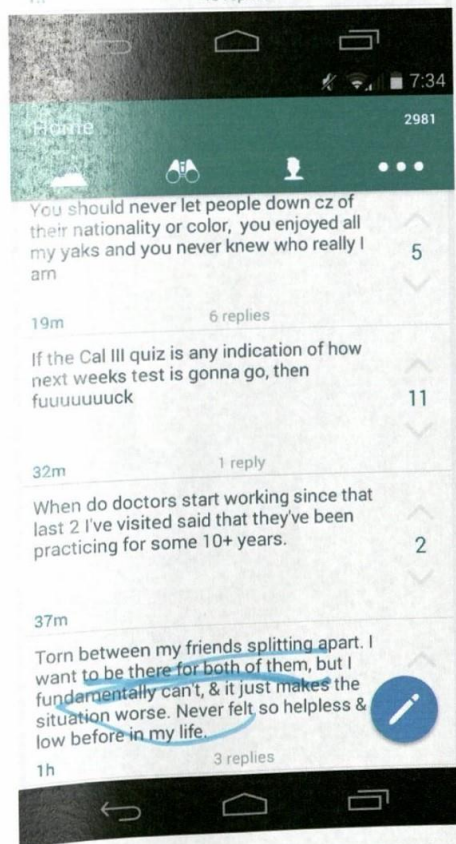 7:34
Home
2981
You should never let people down cz of
their nationality or color, you enjoyed all
my yaks and you never knew who really I
am
5
19m
6 replies
If the Cal III quiz is any indication of how
next weeks test is gonna go, then
fuuuuuuuck
11
32m
1 reply
When do doctors start working since that
last 2 I've visited said that they've been
practicing for some 10+ years.
2
37m
Torn between my friends splitting apart. I
want to be there for both of them, but I
fundamentally can't, & it just makes the
situation worse. Never felt so helpless &
low before in my life.
1h
3 replies